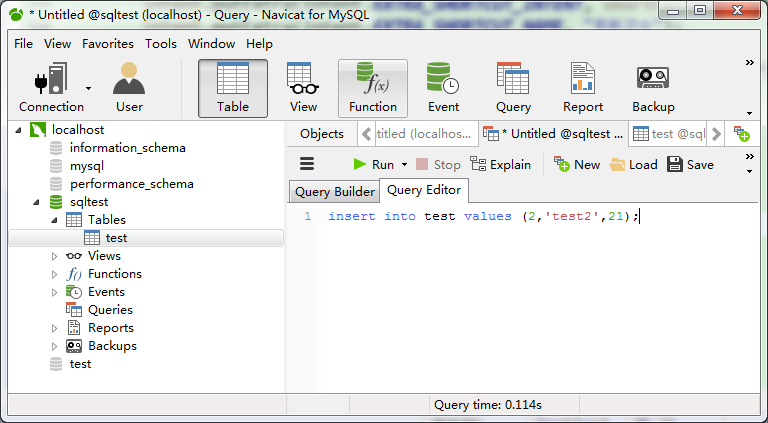 * Untitled @sqltest (localhost) - Query - Navicat for MySQL
File View Favorites Tools Window Help
Connection User Table View Function Event Query Report Backup
localhost
information_schema
mysql
performance_schema
sqltest
Tables
test
Views
Functions
Events
Queries
Reports
Backups
test
Objects titled (localhos... * Untitled @sqltest ... test @sql
Run Stop Explain New Load Save
Query Builder Query Editor
1 insert into test values (2,'test2',21);
Query time: 0.114s